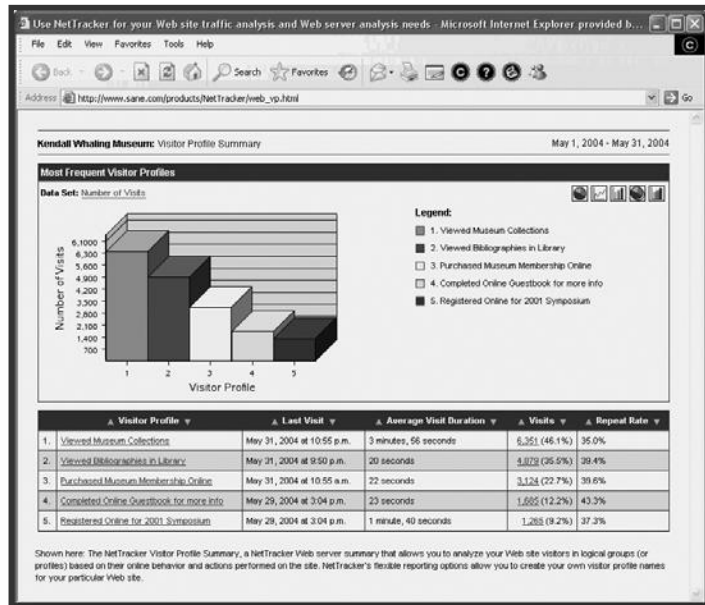 Use NetTracker for your Web site traffic analysis and Web server analysis needs - Microsoft Internet Explorer provided b...
File Edit View Favorites Tools Help
Back Search Favorites
Address http://www.sane.com/products/NetTracker/web_vp.html Go
Kendall Whaling Museum: Visitor Profile Summary May 1, 2004 - May 31, 2004
Most Frequent Visitor Profiles
Data Set: Number of Visits
Legend:
1. Viewed Museum Collections
2. Viewed Bibliographies in Library
3. Purchased Museum Membership Online
4. Completed Online Guestbook for more info
5. Registered Online for 2001 Symposium
Number of Visits
6,1000
6,300
5,600
4,900
4,200
3,500
2,800
2,100
1,400
700
1 2 3 4 5
Visitor Profile
Visitor Profile Last Visit Average Visit Duration Visits Repeat Rate
1. Viewed Museum Collections May 31, 2004 at 10:55 p.m. 3 minutes, 56 seconds 6,351 (46.1%) 35.0%
2. Viewed Bibliographies in Library May 31, 2004 at 9:50 p.m. 20 seconds 4,879 (35.5%) 39.4%
3. Purchased Museum Membership Online May 31, 2004 at 10:55 a.m. 22 seconds 3,124 (22.7%) 39.6%
4. Completed Online Guestbook for more info May 29, 2004 at 3:04 p.m. 23 seconds 1,685 (12.2%) 43.3%
5. Registered Online for 2001 Symposium May 29, 2004 at 3:04 p.m. 1 minute, 40 seconds 1,265 (9.2%) 37.3%
Shown here: The NetTracker Visitor Profile Summary, a NetTracker Web server summary that allows you to analyze your Web site visitors in logical groups (or
profiles) based on their online behavior and actions performed on the site. NetTracker's flexible reporting options allow you to create your own visitor profile names
for your particular Web site.